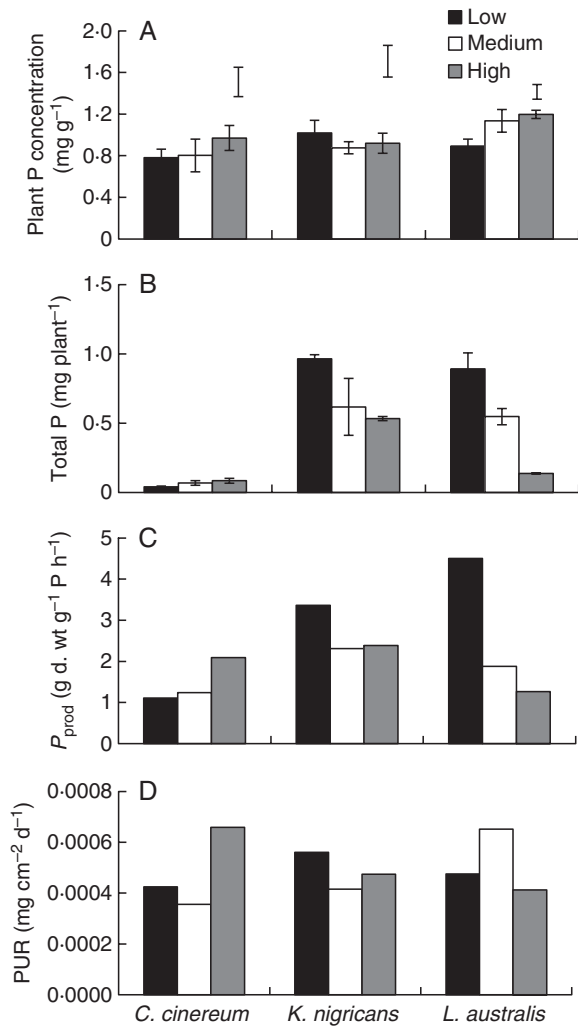 A
Low
Medium
High
Plant P concentration
(mg g⁻¹)
2·0
1·6
1·2
0·8
0·4
0
B
Total P (mg plant⁻¹)
1·5
1·0
0·5
0
C
P_prod (g d. wt g⁻¹ P h⁻¹)
5
4
3
2
1
0
D
PUR (mg cm⁻² d⁻¹)
0·0008
0·0006
0·0004
0·0002
0·0000
C. cinereum K. nigricans L. australis